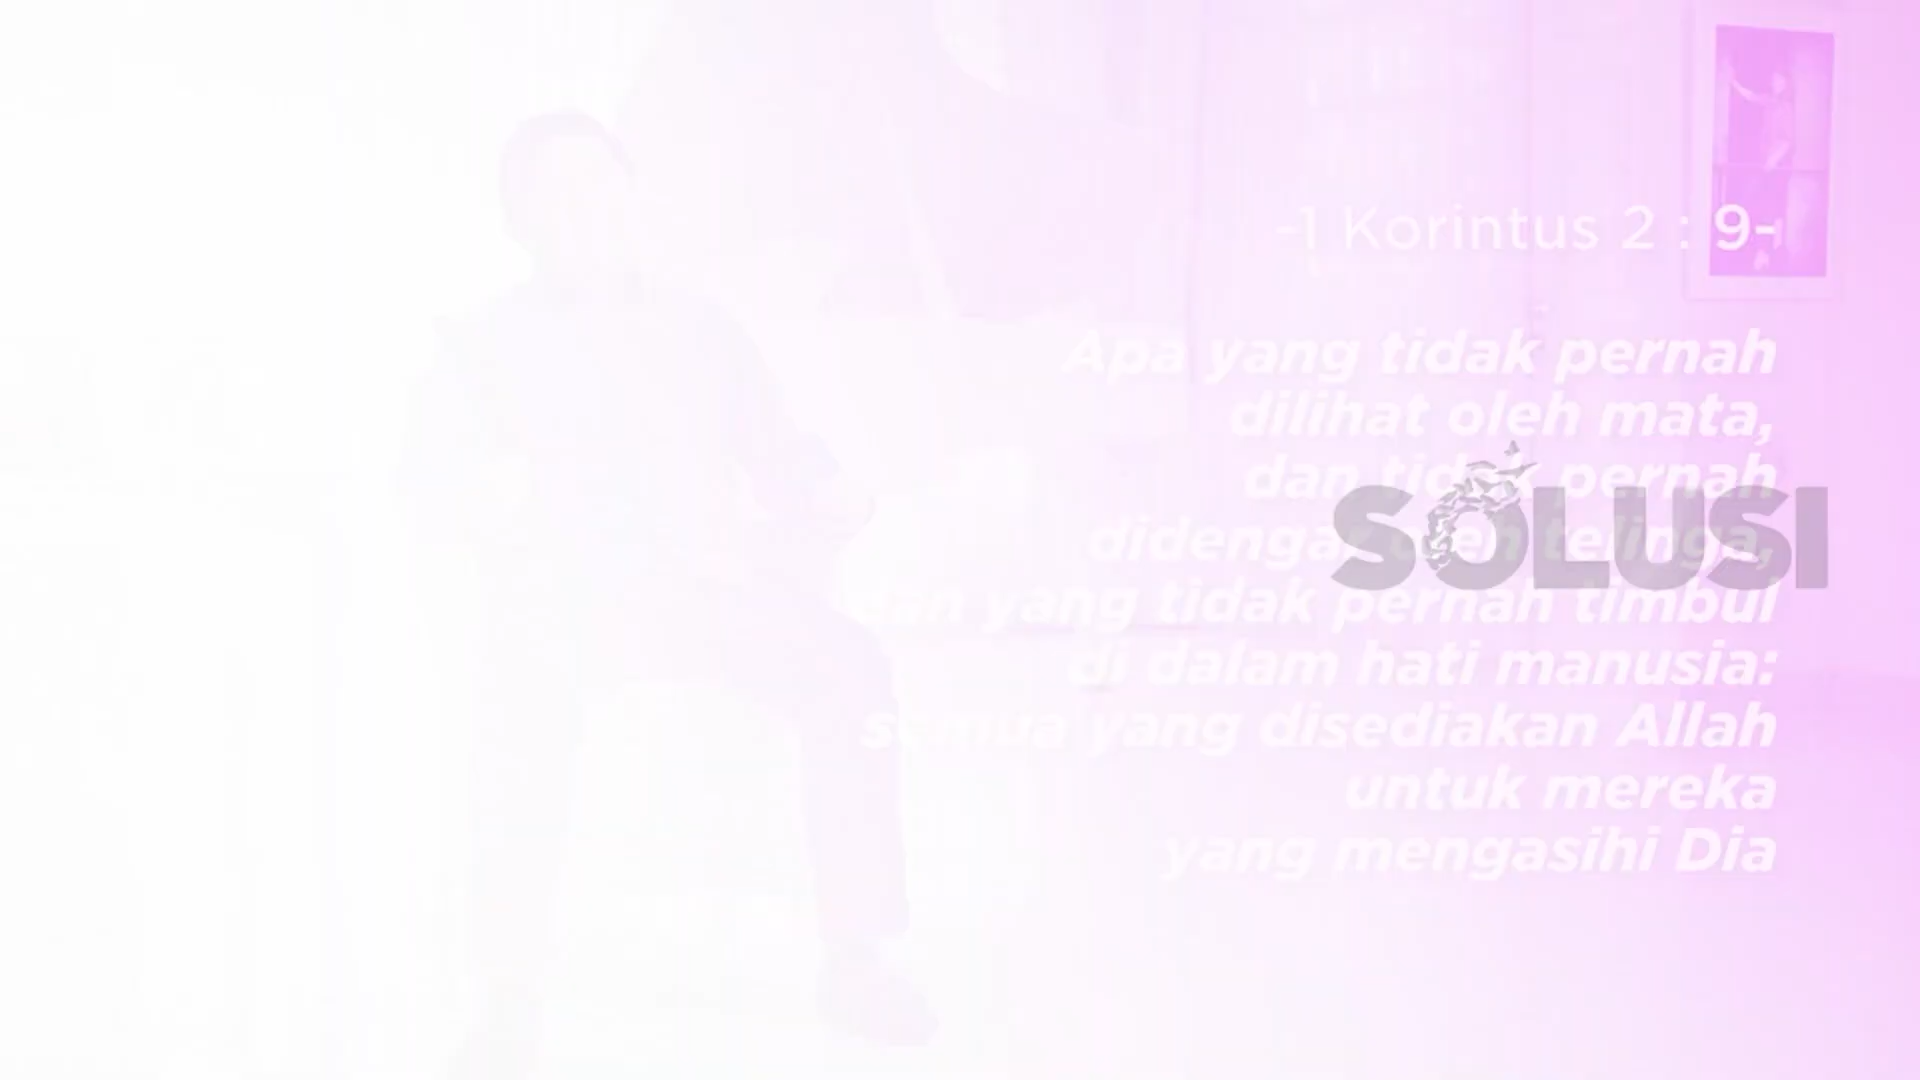 -1 Korintus 2 : 9-
Apa yang tidak pernah
dilihat oleh mata,
dan tidak pernah
SOLUSI
didengar oleh telinga,
dan yang tidak pernah timbul
di dalam hati manusia:
semua yang disediakan Allah
untuk mereka
yang mengasihi Dia